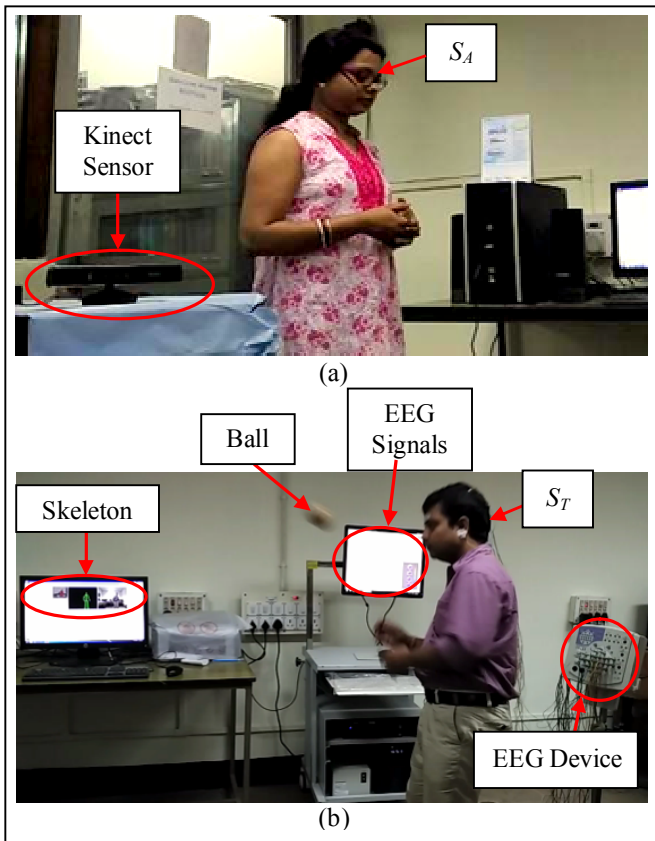 S_A
Kinect
Sensor
(a)
EEG
Signals
Ball
S_T
Skeleton
EEG Device
(b)